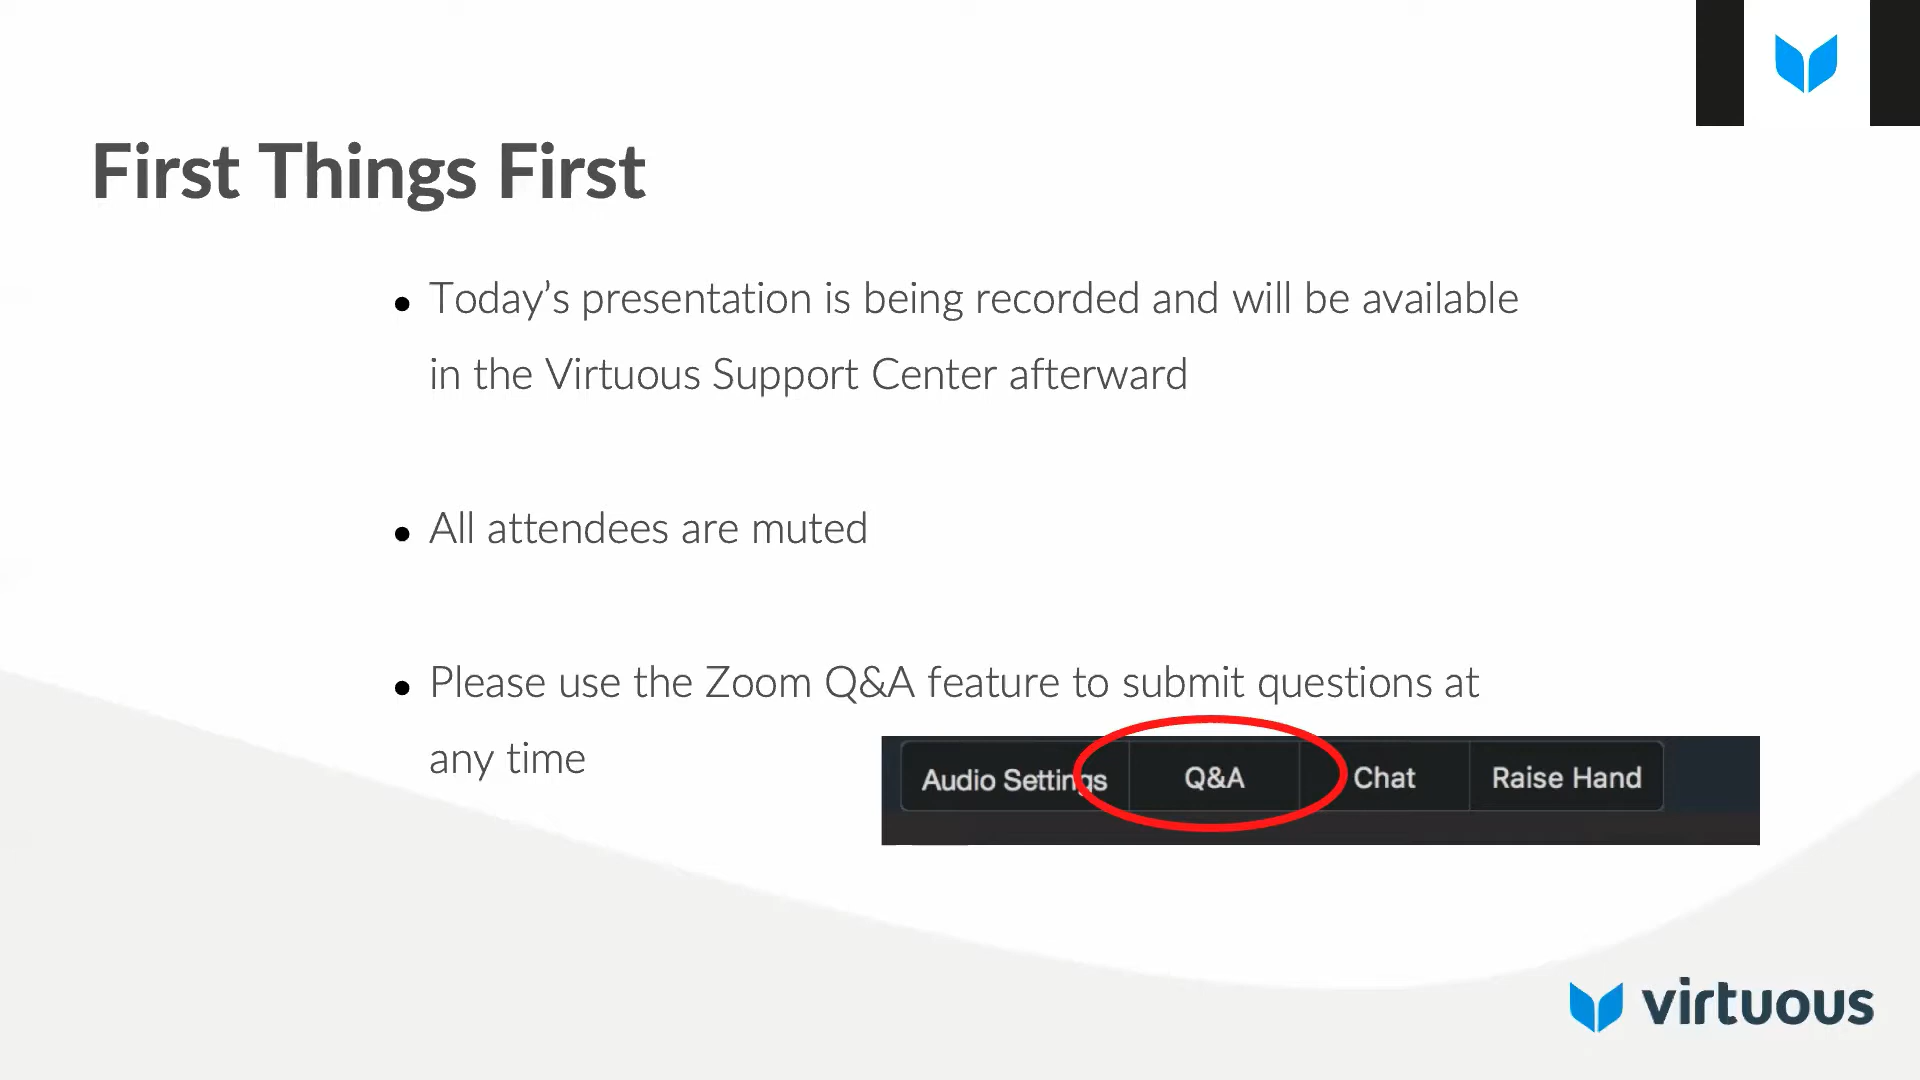 First Things First
● Today’s presentation is being recorded and will be available
in the Virtuous Support Center afterward
● All attendees are muted
● Please use the Zoom Q&A feature to submit questions at
any time
Audio Settings Q&A Chat Raise Hand
virtuous